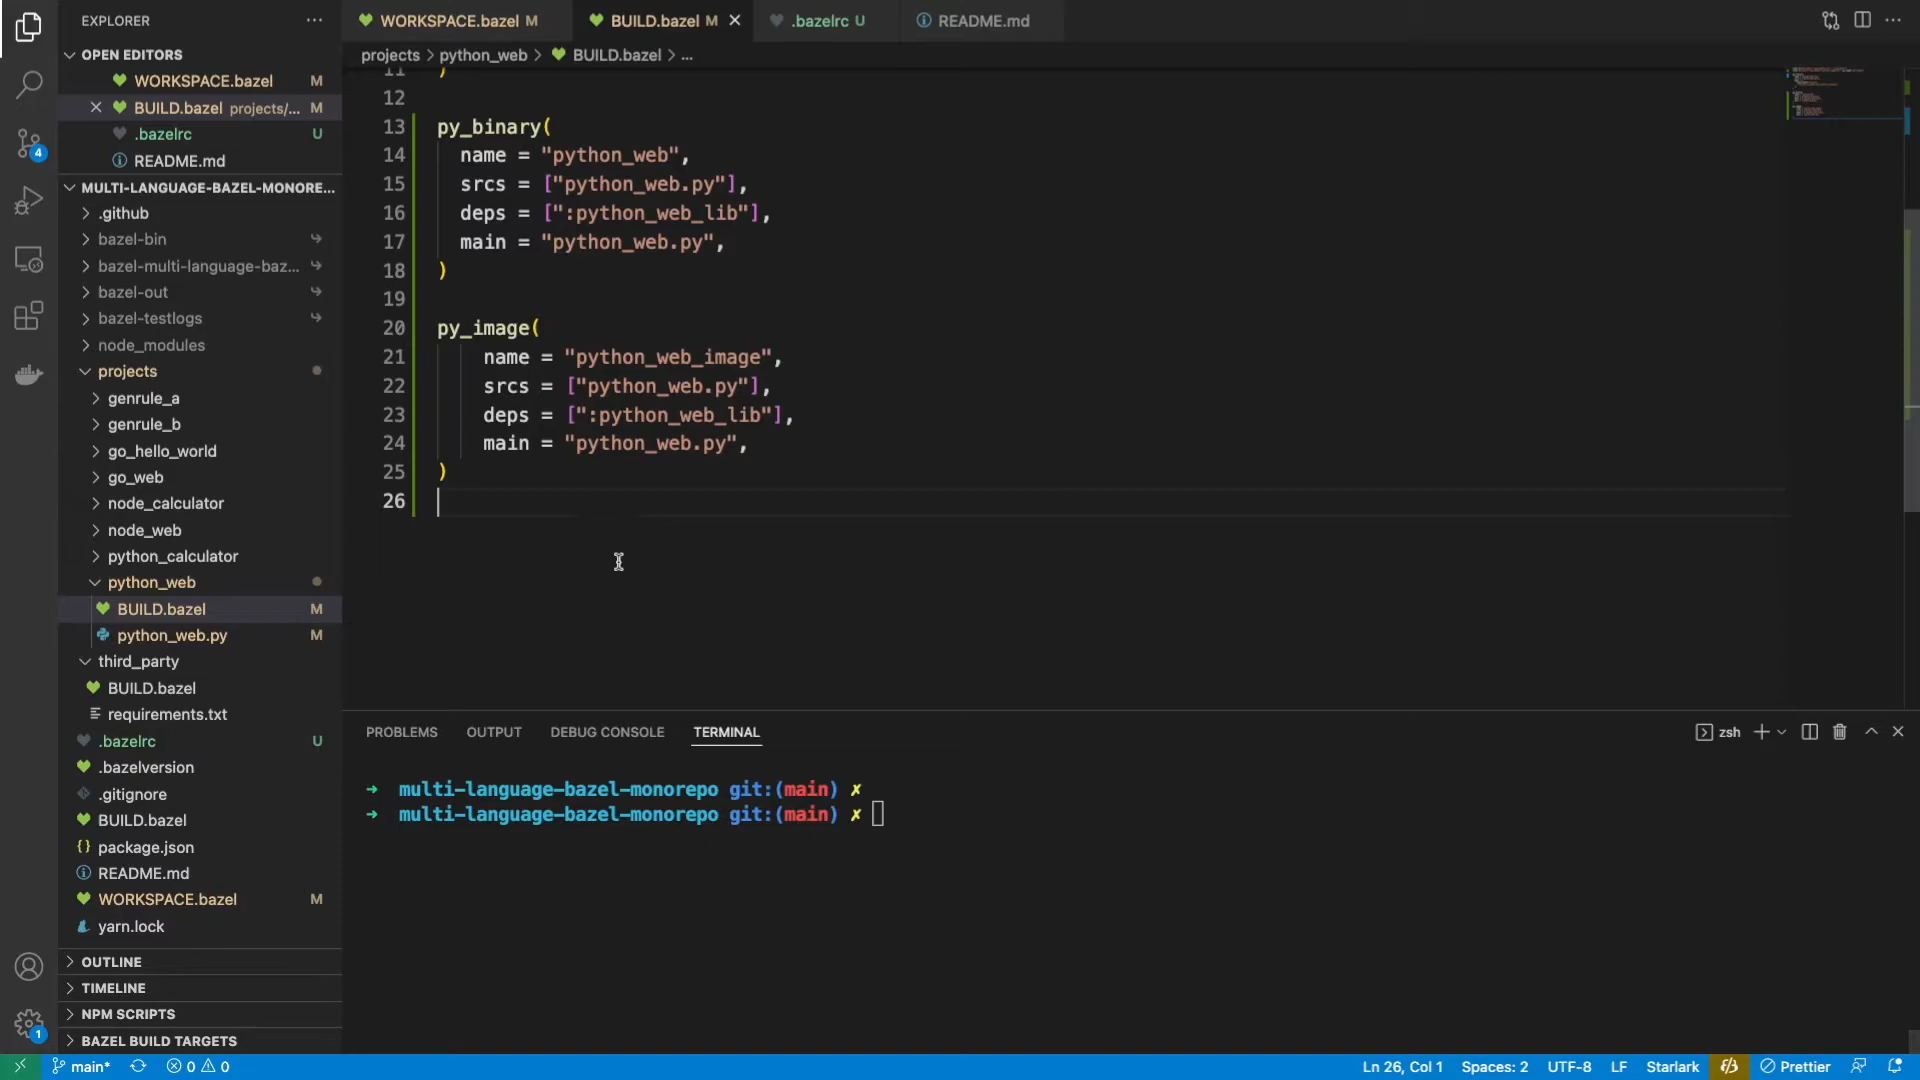 EXPLORER
OPEN EDITORS
WORKSPACE.bazel M
BUILD.bazel projects/... M
.bazelrc U
README.md
MULTI-LANGUAGE-BAZEL-MONORE...
.github
bazel-bin
bazel-multi-language-baz...
bazel-out
bazel-testlogs
node_modules
projects
genrule_a
genrule_b
go_hello_world
go_web
node_calculator
node_web
python_calculator
python_web
BUILD.bazel M
python_web.py M
third_party
BUILD.bazel
requirements.txt
.bazelrc U
.bazelversion
.gitignore
BUILD.bazel
package.json
README.md
WORKSPACE.bazel M
yarn.lock
OUTLINE
TIMELINE
NPM SCRIPTS
BAZEL BUILD TARGETS
4
1
WORKSPACE.bazel M BUILD.bazel M .bazelrc U README.md
projects > python_web > BUILD.bazel > ...
11 )
12
13 py_binary(
14 name = "python_web",
15 srcs = ["python_web.py"],
16 deps = [":python_web_lib"],
17 main = "python_web.py",
18 )
19
20 py_image(
21 name = "python_web_image",
22 srcs = ["python_web.py"],
23 deps = [":python_web_lib"],
24 main = "python_web.py",
25 )
26
PROBLEMS OUTPUT DEBUG CONSOLE TERMINAL zsh
→ multi-language-bazel-monorepo git:(main) ✗
→ multi-language-bazel-monorepo git:(main) ✗
main* 0 0 Ln 26, Col 1 Spaces: 2 UTF-8 LF Starlark Prettier